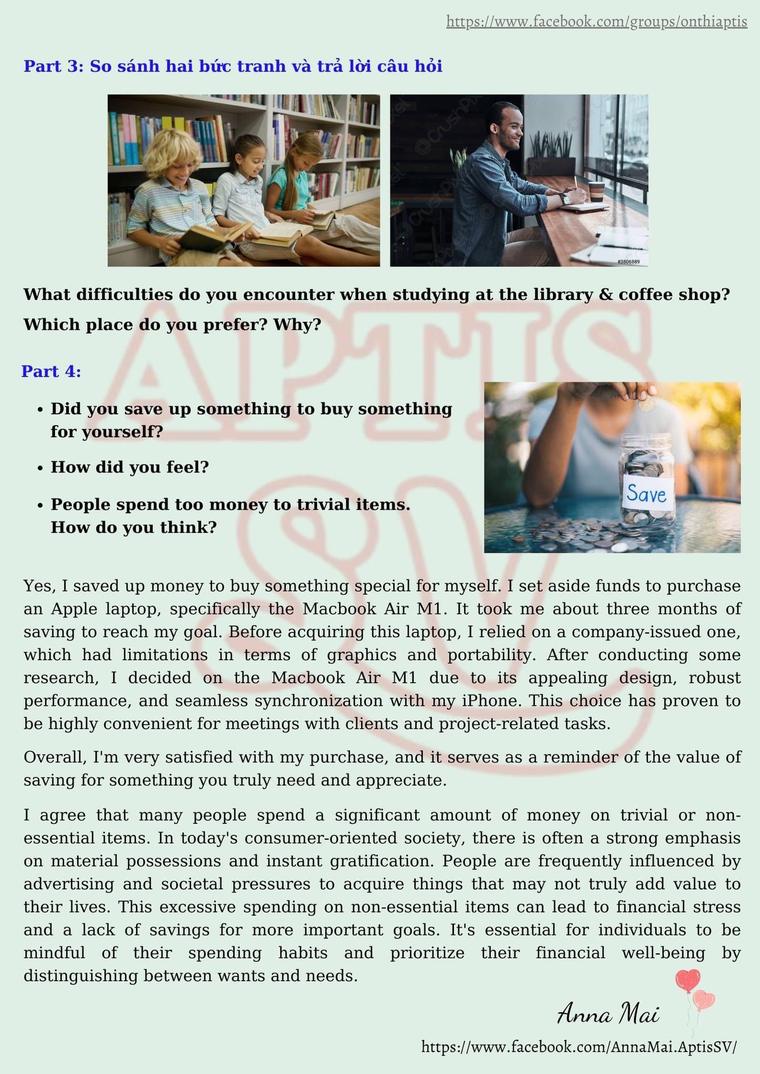 https://www.facebook.com/groups/onthiaptis
Part 3: So sánh hai bức tranh và trả lời câu hỏi
#2806889
What difficulties do you encounter when studying at the library & coffee shop?
Which place do you prefer? Why?
Part 4:
• Did you save up something to buy something
for yourself?
• How did you feel?
• People spend too money to trivial items.
How do you think?
Save
APTIS
SV
Yes, I saved up money to buy something special for myself. I set aside funds to purchase
an Apple laptop, specifically the Macbook Air M1. It took me about three months of
saving to reach my goal. Before acquiring this laptop, I relied on a company-issued one,
which had limitations in terms of graphics and portability. After conducting some
research, I decided on the Macbook Air M1 due to its appealing design, robust
performance, and seamless synchronization with my iPhone. This choice has proven to
be highly convenient for meetings with clients and project-related tasks.
Overall, I'm very satisfied with my purchase, and it serves as a reminder of the value of
saving for something you truly need and appreciate.
I agree that many people spend a significant amount of money on trivial or non-
essential items. In today's consumer-oriented society, there is often a strong emphasis
on material possessions and instant gratification. People are frequently influenced by
advertising and societal pressures to acquire things that may not truly add value to
their lives. This excessive spending on non-essential items can lead to financial stress
and a lack of savings for more important goals. It's essential for individuals to be
mindful of their spending habits and prioritize their financial well-being by
distinguishing between wants and needs.
Anna Mai
https://www.facebook.com/AnnaMai.AptisSV/